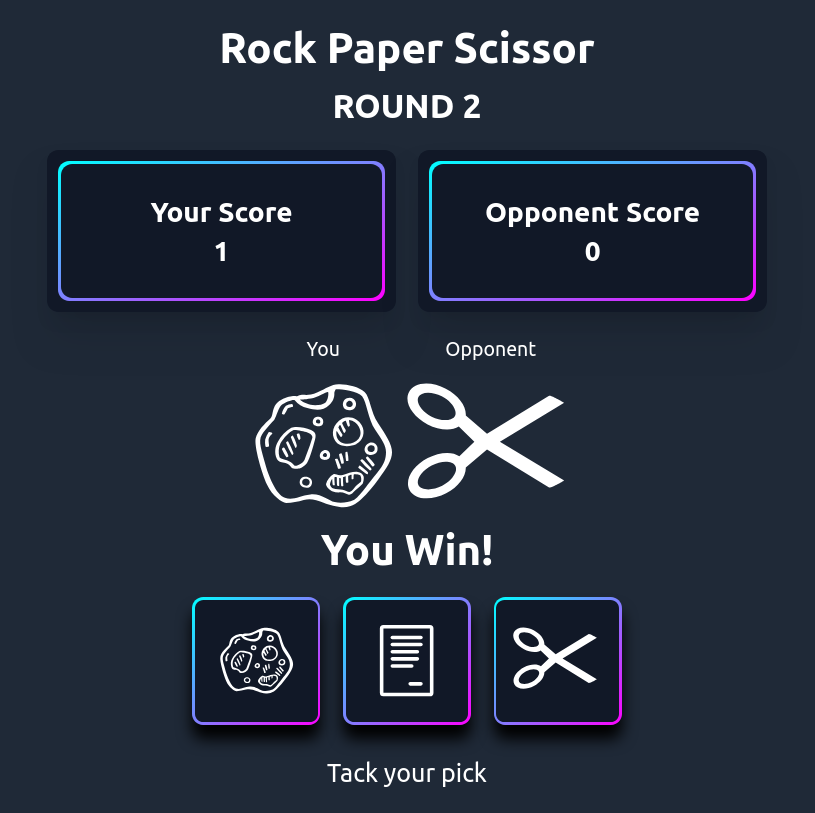 Rock Paper Scissor
ROUND 2
Your Score
1
Opponent Score
0
You Opponent
You Win!
Tack your pick